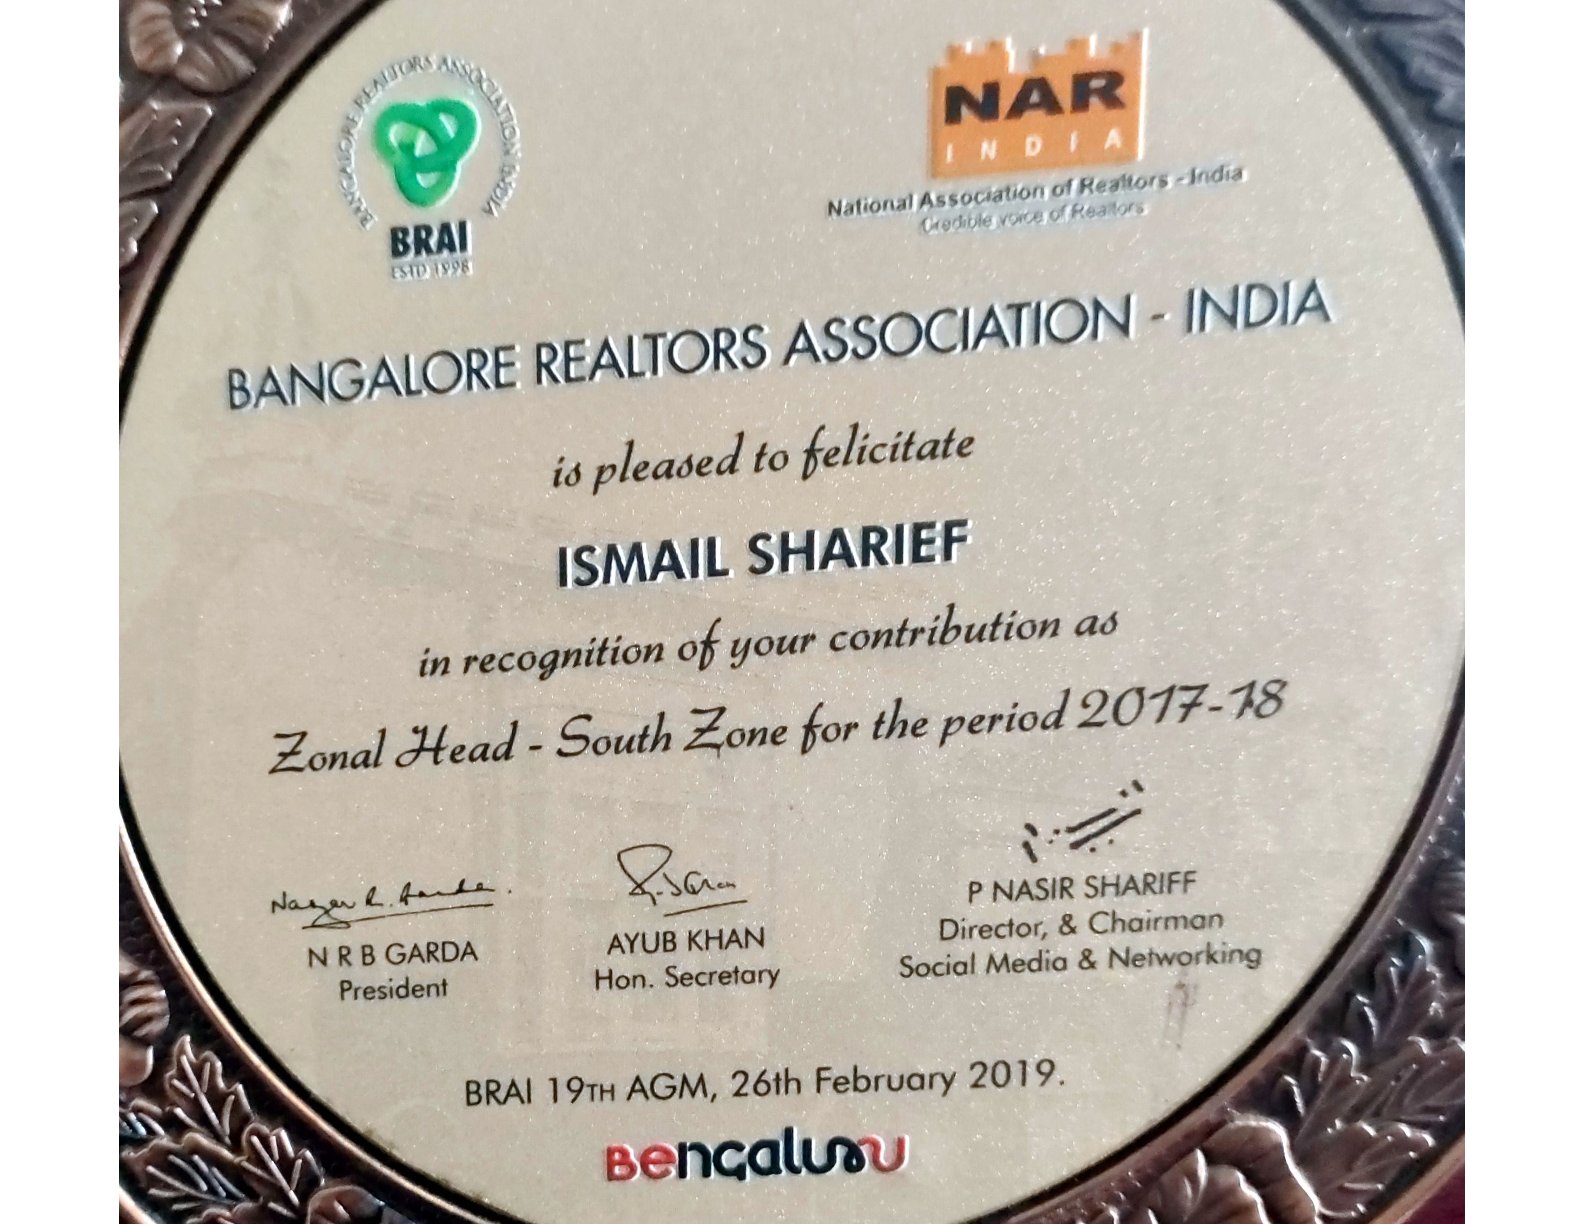 BANGALORE REALTORS ASSOCIATION INDIA
BRAI
ESTD 1998
NAR
INDIA
National Association of Realtors - India
Credible voice of Realtors
BANGALORE REALTORS ASSOCIATION - INDIA
is pleased to felicitate
ISMAIL SHARIEF
in recognition of your contribution as
Zonal Head - South Zone for the period 2017-18
N R B GARDA
President
AYUB KHAN
Hon. Secretary
P NASIR SHARIFF
Director, & Chairman
Social Media & Networking
BRAI 19TH AGM, 26th February 2019.
Bengaluru